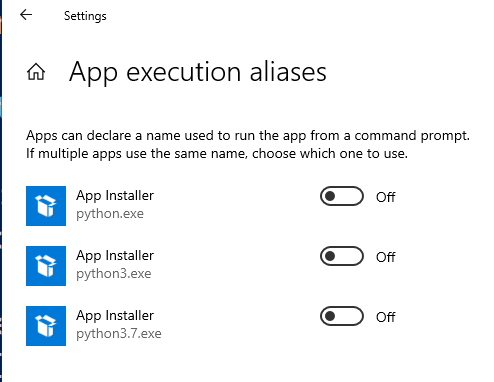 Settings
App execution aliases
Apps can declare a name used to run the app from a command prompt.
If multiple apps use the same name, choose which one to use.
App Installer
python.exe
Off
App Installer
python3.exe
Off
App Installer
python3.7.exe
Off